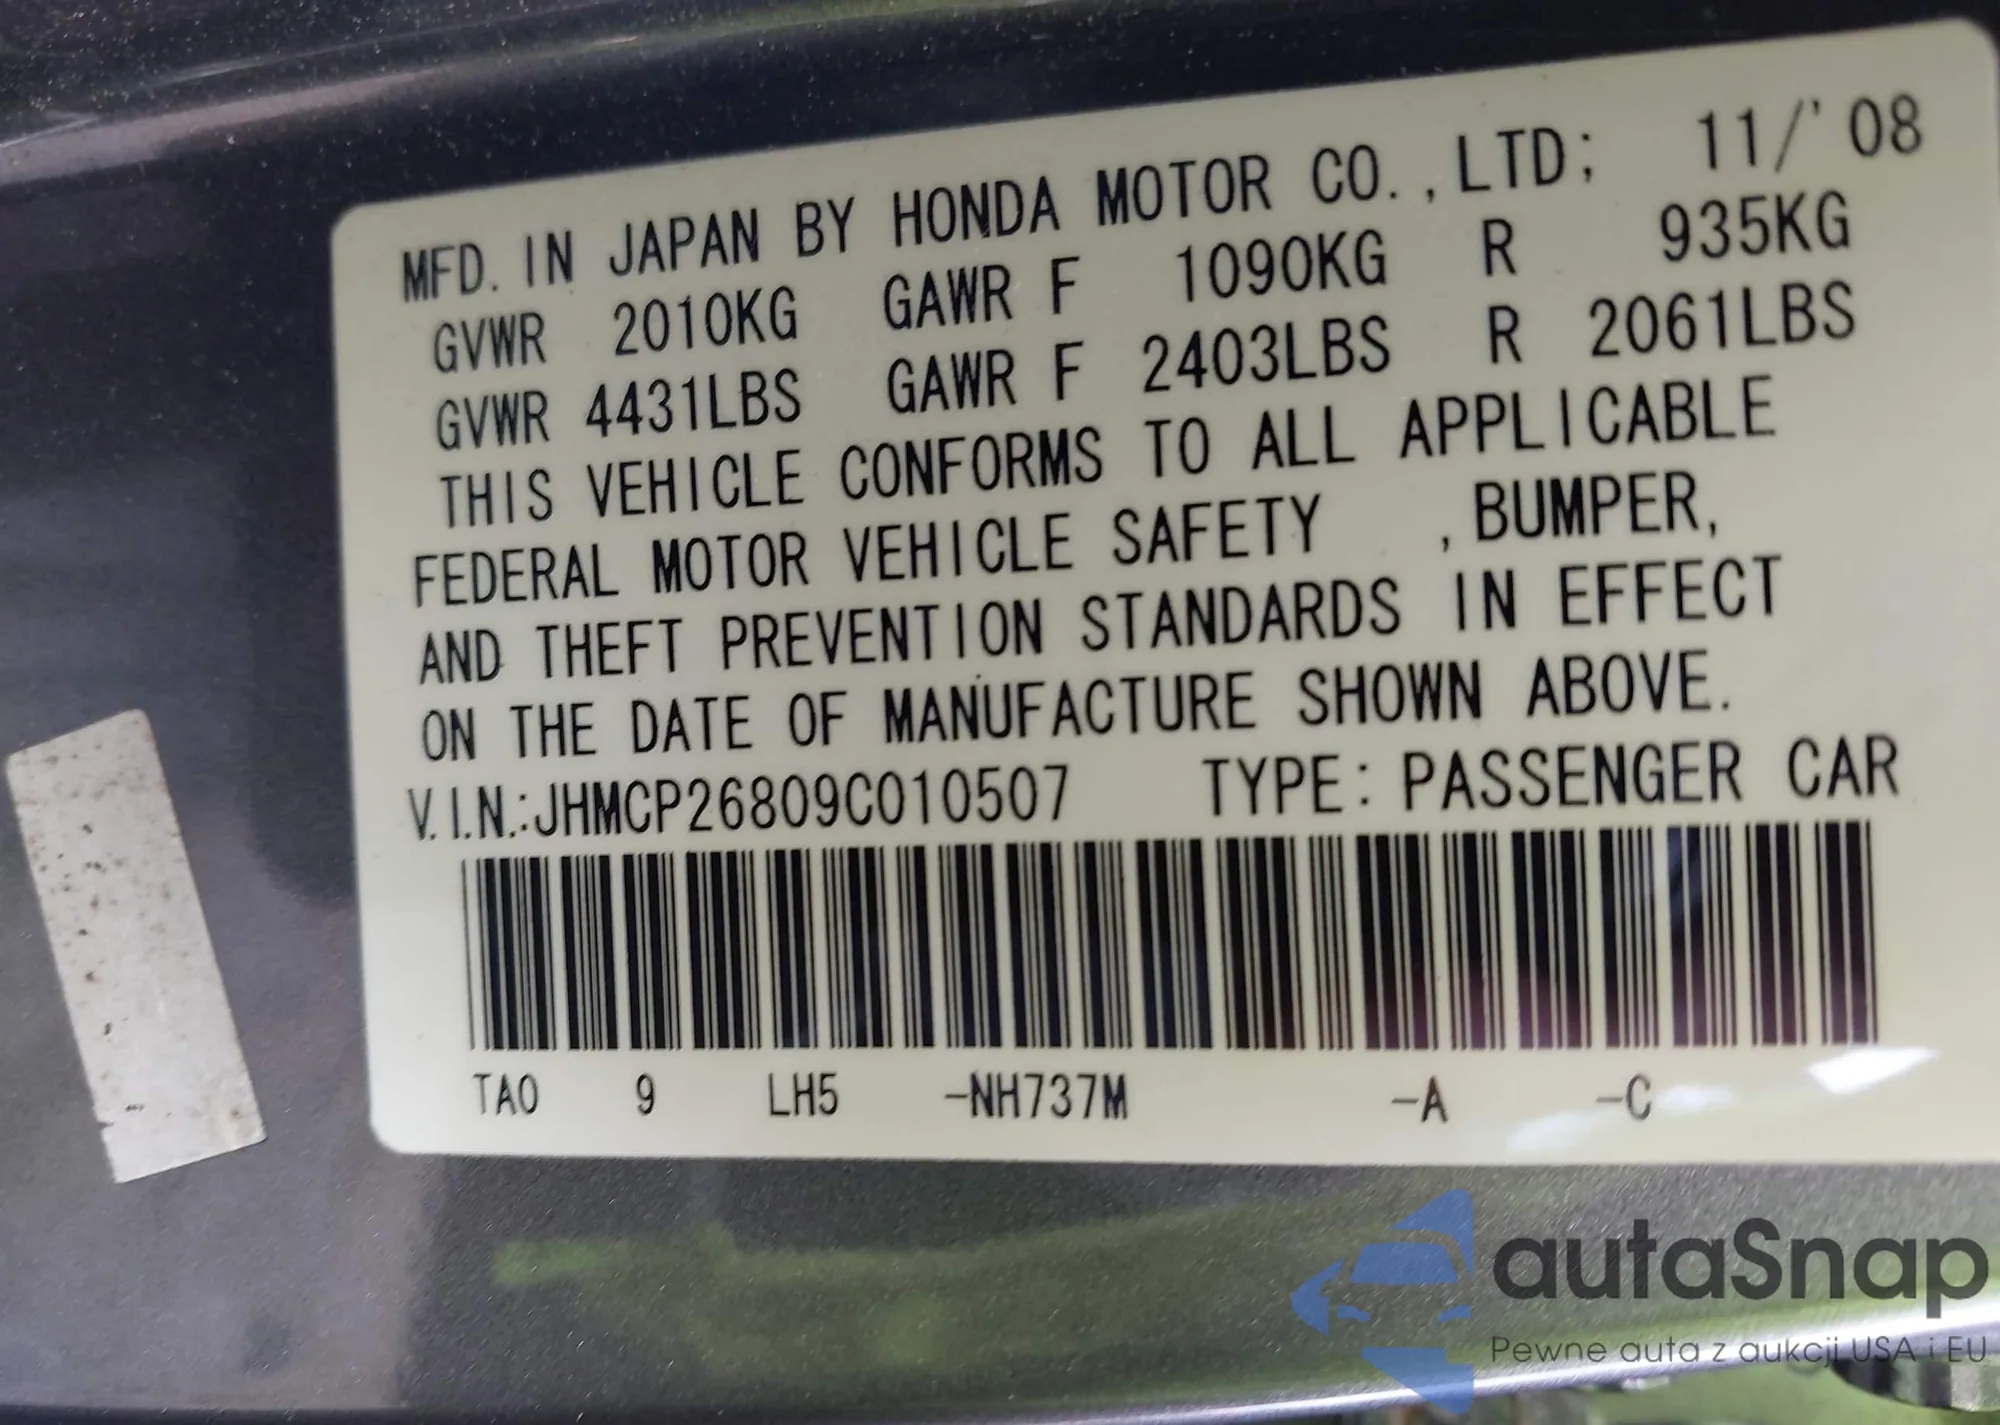 MFD. IN JAPAN BY HONDA MOTOR CO., LTD; 11/'08
GVWR 2010KG GAWR F 1090KG R 935KG
GVWR 4431LBS GAWR F 2403LBS R 2061LBS
THIS VEHICLE CONFORMS TO ALL APPLICABLE
FEDERAL MOTOR VEHICLE SAFETY , BUMPER,
AND THEFT PREVENTION STANDARDS IN EFFECT
ON THE DATE OF MANUFACTURE SHOWN ABOVE.
V.I.N.:JHMCP26809C010507 TYPE: PASSENGER CAR
TA0 9 LH5 -NH737M -A -C
autaSnap
Pewne auta z aukcji USA i EU